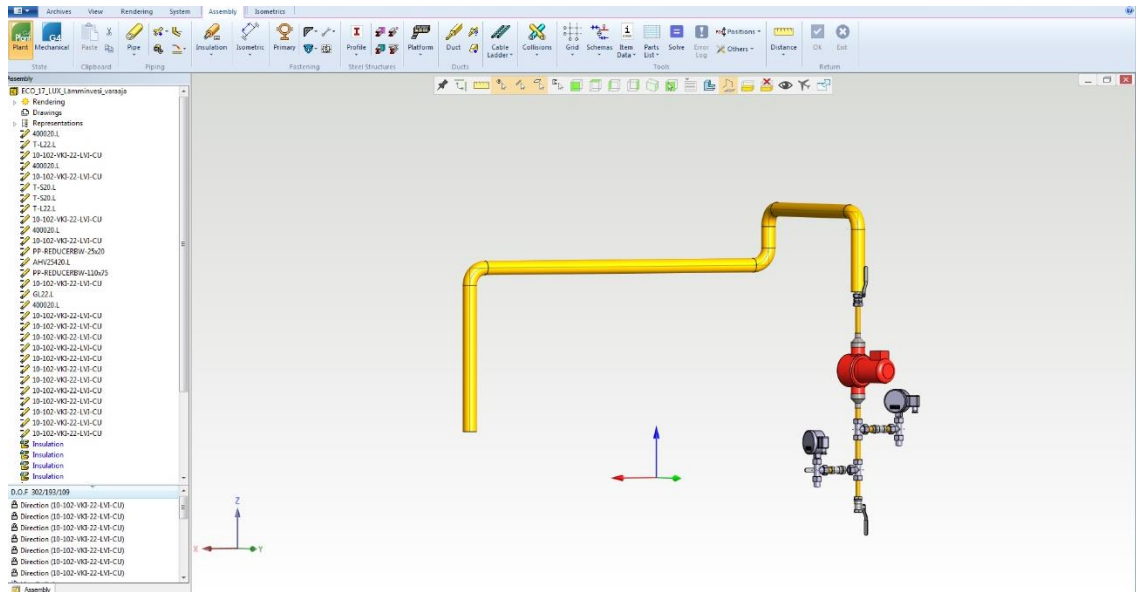 Archives View Rendering System Assembly Isometrics
Plant
G4
Plant Mechanical Paste Pipe Insulation Isometric Primary Profile Platform Duct Cable Ladder Collisions Grid Schemas Item Data Parts List Solve Error Log Positions Others Distance OK Exit
State Clipboard Piping Fastening Steel Structures Ducts Tools Return
Assembly
ECO_17_LUX_Lämminvesi_varaaja
Rendering
Drawings
Representations
400020.L
T-L22.L
10-102-VKI-22-LVI-CU
400020.L
10-102-VKI-22-LVI-CU
T-S20.L
T-S20.L
T-L22.L
10-102-VKI-22-LVI-CU
400020.L
10-102-VKI-22-LVI-CU
PP-REDUCERBW-25x20
AHV25420.L
PP-REDUCERBW-110x75
10-102-VKI-22-LVI-CU
GL22.L
400020.L
10-102-VKI-22-LVI-CU
10-102-VKI-22-LVI-CU
10-102-VKI-22-LVI-CU
10-102-VKI-22-LVI-CU
10-102-VKI-22-LVI-CU
10-102-VKI-22-LVI-CU
10-102-VKI-22-LVI-CU
10-102-VKI-22-LVI-CU
10-102-VKI-22-LVI-CU
10-102-VKI-22-LVI-CU
10-102-VKI-22-LVI-CU
10-102-VKI-22-LVI-CU
Insulation
Insulation
Insulation
Insulation
D.O.F 302/193/109
Direction (10-102-VKI-22-LVI-CU)
Direction (10-102-VKI-22-LVI-CU)
Direction (10-102-VKI-22-LVI-CU)
Direction (10-102-VKI-22-LVI-CU)
Direction (10-102-VKI-22-LVI-CU)
Direction (10-102-VKI-22-LVI-CU)
Direction (10-102-VKI-22-LVI-CU)
Assembly
Z
X Y